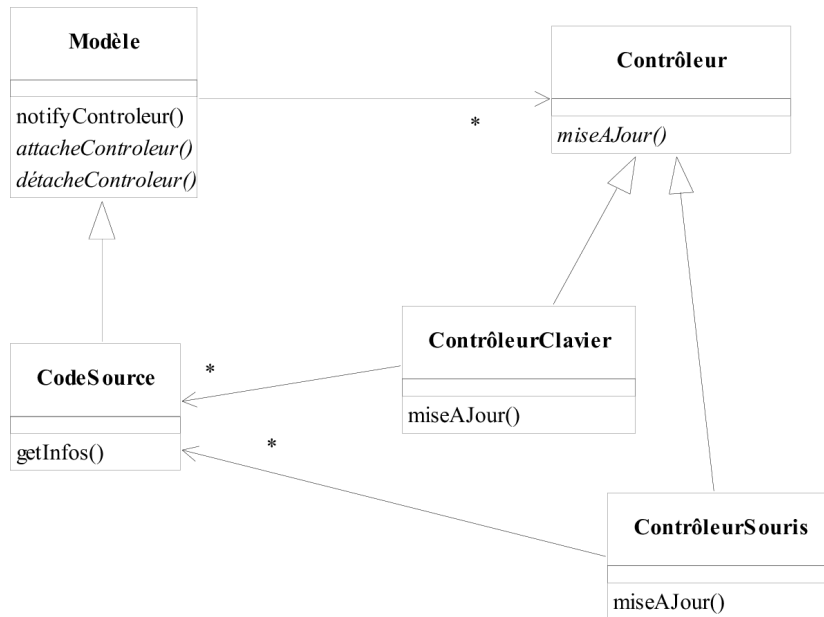 Modèle
notifyControleur()
attacheControleur()
détacheControleur()
*
Contrôleur
miseAJour()
CodeSource
getInfos()
*
*
ContrôleurClavier
miseAJour()
ContrôleurSouris
miseAJour()